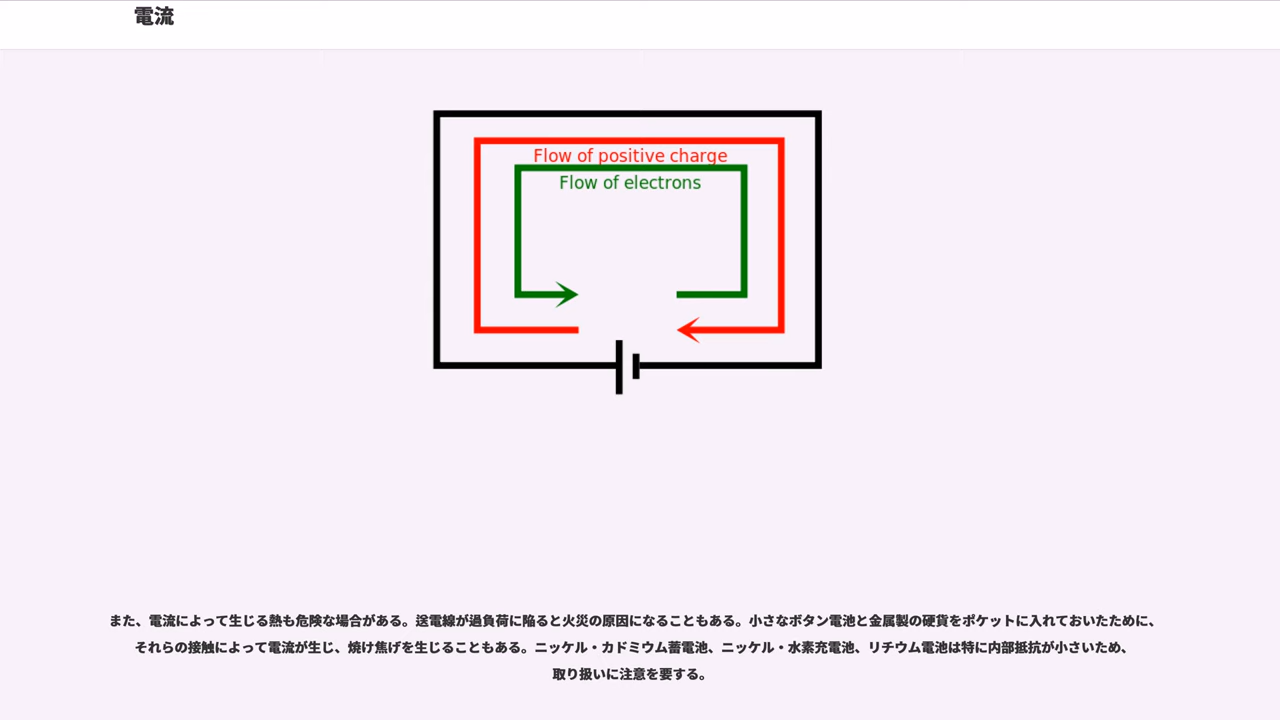 電流
Flow of positive charge
Flow of electrons
また、電流によって生じる熱も危険な場合がある。送電線が過負荷に陥ると火災の原因になることもある。小さなボタン電池と金属製の硬貨をポケットに入れておいたために、
それらの接触によって電流が生じ、焼け焦げを生じることもある。ニッケル・カドミウム蓄電池、ニッケル・水素充電池、リチウム電池は特に内部抵抗が小さいため、
取り扱いに注意を要する。